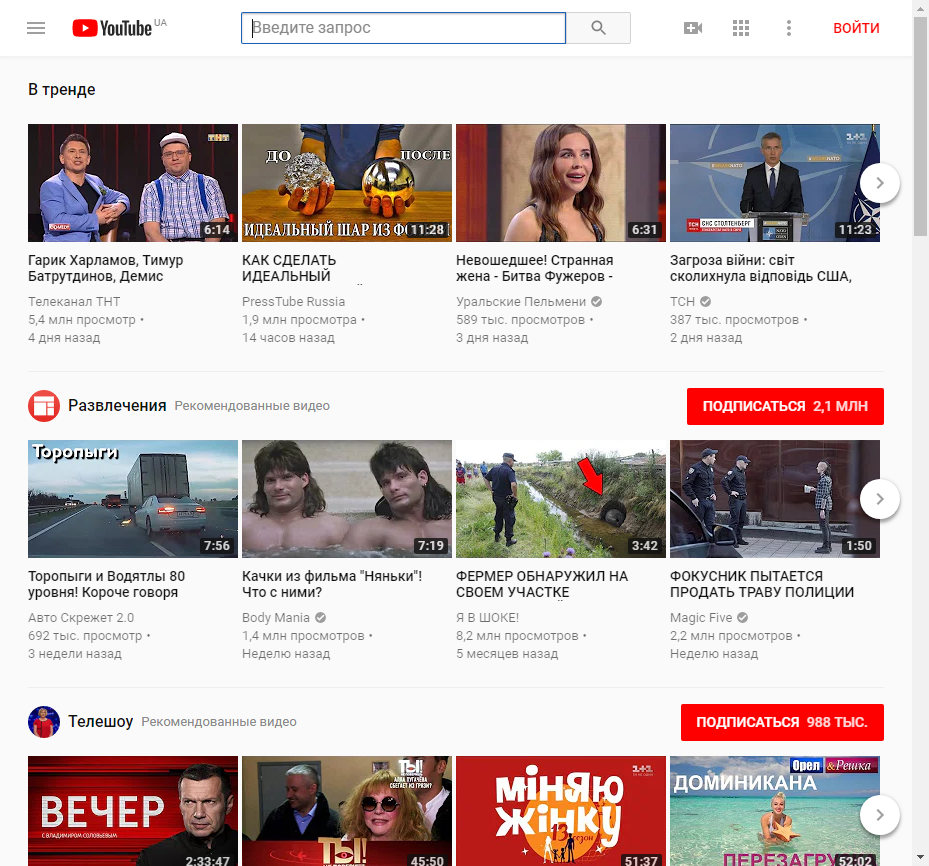 YouTube UA
Введите запрос
ВОЙТИ
В тренде
ТНТ
COMEDY
6:14
ДО
ПОСЛЕ
ИДЕАЛЬНЫЙ ШАР ИЗ
11:28
6:31
1+1
ТСН
ЄНС СТОЛТЕНБЕРГ
11:23
Гарик Харламов, Тимур
Батрутдинов, Демис
КАК СДЕЛАТЬ
ИДЕАЛЬНЫЙ
Невошедшее! Странная
жена - Битва Фужеров -
Загроза війни: світ
сколихнула відповідь США,
Телеканал ТНТ
5,4 млн просмотр •
4 дня назад
PressTube Russia
1,9 млн просмотра •
14 часов назад
Уральские Пельмени
589 тыс. просмотров •
3 дня назад
ТСН
387 тыс. просмотров •
2 дня назад
Развлечения Рекомендованные видео
ПОДПИСАТЬСЯ 2,1 МЛН
Торопыги
7:56
7:19
3:42
1:50
Торопыги и Водятлы 80
уровня! Короче говоря
Качки из фильма "Няньки"!
Что с ними?
ФЕРМЕР ОБНАРУЖИЛ НА
СВОЕМ УЧАСТКЕ
ФОКУСНИК ПЫТАЕТСЯ
ПРОДАТЬ ТРАВУ ПОЛИЦИИ
Авто Скрежет 2.0
692 тыс. просмотр •
3 недели назад
Body Mania
1,4 млн просмотров •
Неделю назад
Я В ШОКЕ!
8,2 млн просмотров •
5 месяцев назад
Magic Five
2,2 млн просмотров •
Неделю назад
Телешоу Рекомендованные видео
ПОДПИСАТЬСЯ 988 ТЫС.
ВЕЧЕР
С ВЛАДИМИРОМ СОЛОВЬЕВЫМ
2:33:47
ТЫ!
АЛЛА ПУГАЧЕВА
СБЕГАЕТ ИЗ ГРЯЗИ?
ТЫ!
45:50
1+1
МІНЯЮ
ЖІНКУ
13 сезон
51:37
Орел &Решка
ДОМИНИКАНА
ПЕРЕЗАГРУ
52:02